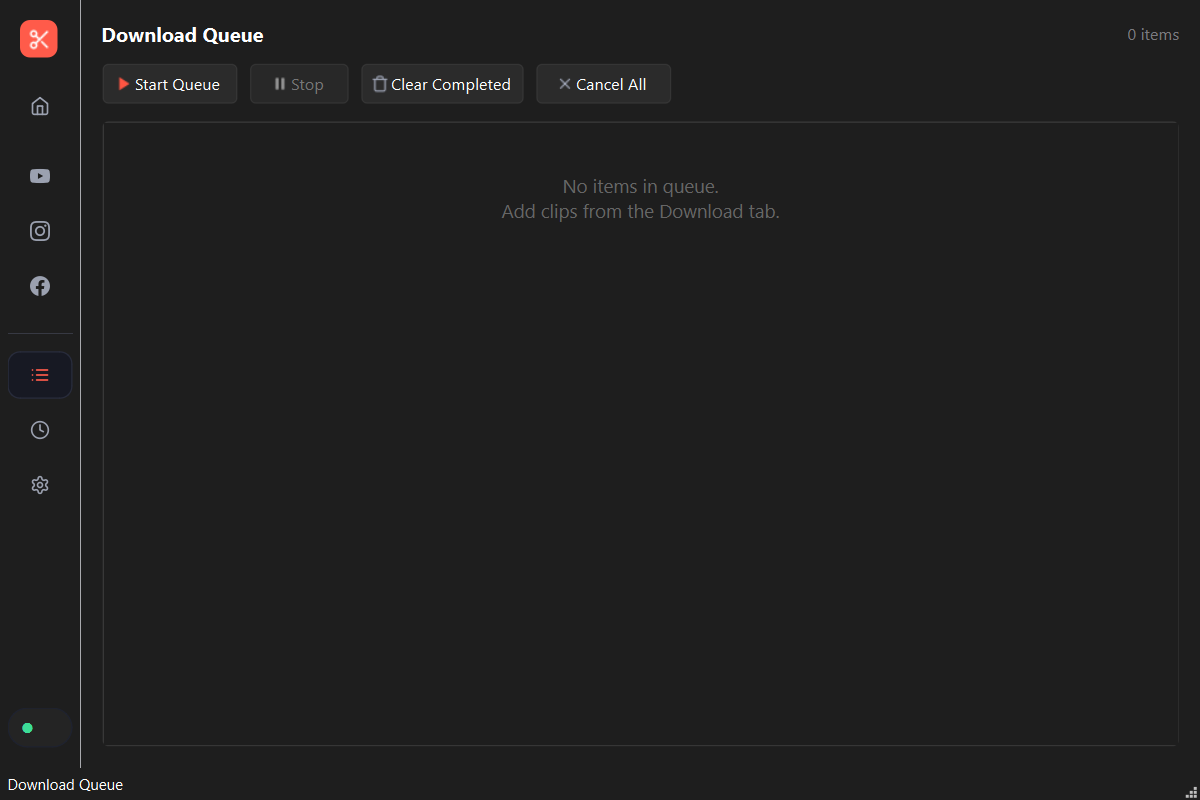 Download Queue
0 items
Start Queue
Stop
Clear Completed
Cancel All
No items in queue.
Add clips from the Download tab.
Download Queue